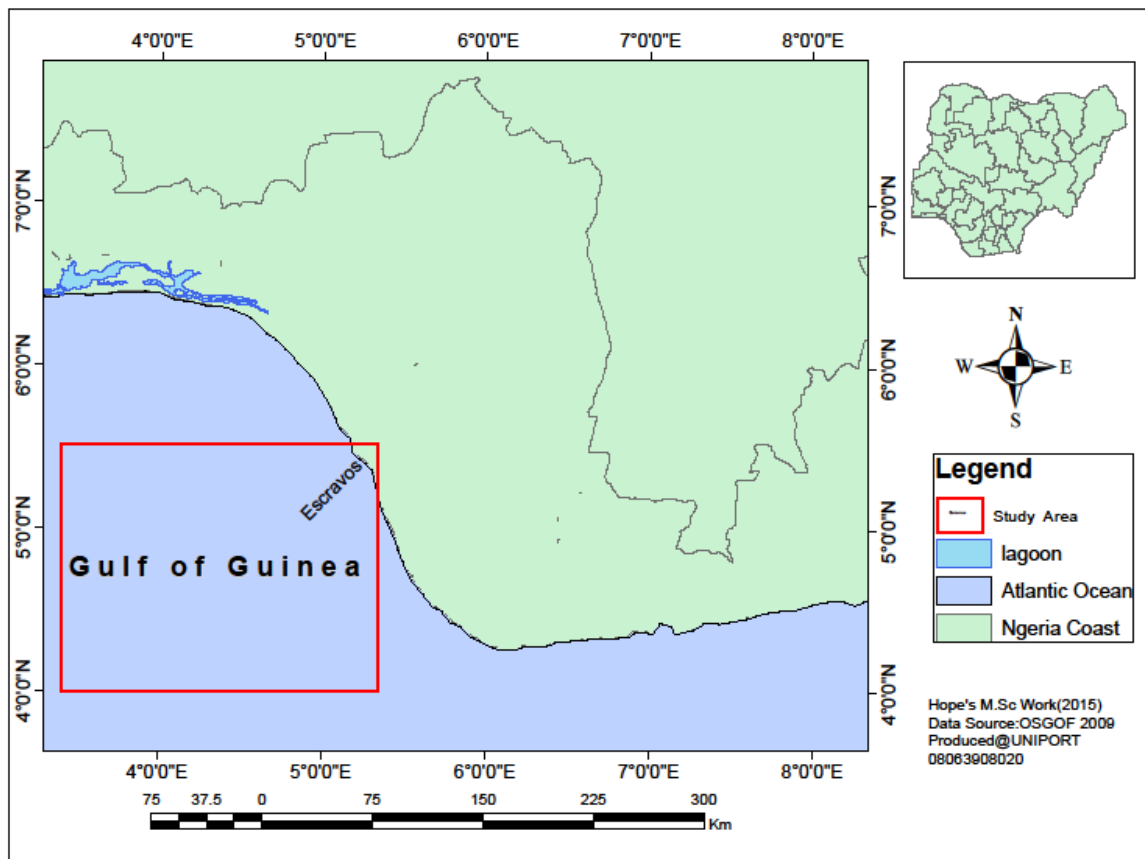 4°0'0"E 5°0'0"E 6°0'0"E 7°0'0"E 8°0'0"E
7°0'0"N
6°0'0"N
5°0'0"N
4°0'0"N
7°0'0"N
6°0'0"N
5°0'0"N
4°0'0"N
Escravos
Gulf of Guinea
4°0'0"E 5°0'0"E 6°0'0"E 7°0'0"E 8°0'0"E
75 37.5 0 75 150 225 300
Km
N
W E
S
Legend
Study Area
lagoon
Atlantic Ocean
Ngeria Coast
Hope's M.Sc Work(2015)
Data Source:OSGOF 2009
Produced@UNIPORT
08063908020